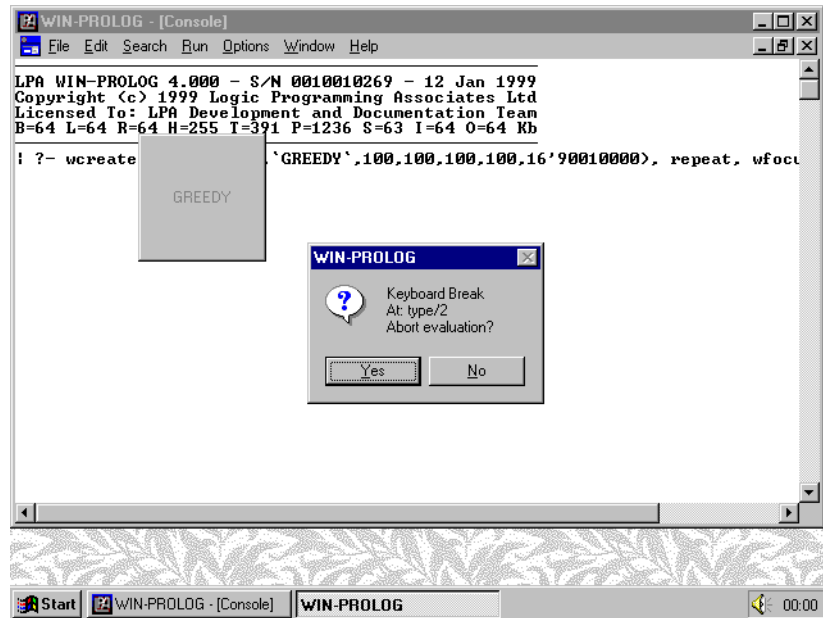 WIN-PROLOG - [Console]
File Edit Search Run Options Window Help
LPA WIN-PROLOG 4.000 - S/N 0010010269 - 12 Jan 1999
Copyright (c) 1999 Logic Programming Associates Ltd
Licensed To: LPA Development and Documentation Team
B=64 L=64 R=64 H=255 T=391 P=1236 S=63 I=64 O=64 Kb
| ?- wcreate ,`GREEDY`,100,100,100,100,16'90010000), repeat, wfocu
GREEDY
WIN-PROLOG
Keyboard Break
At: type/2
Abort evaluation?
Yes No
Start WIN-PROLOG - [Console] WIN-PROLOG 00:00